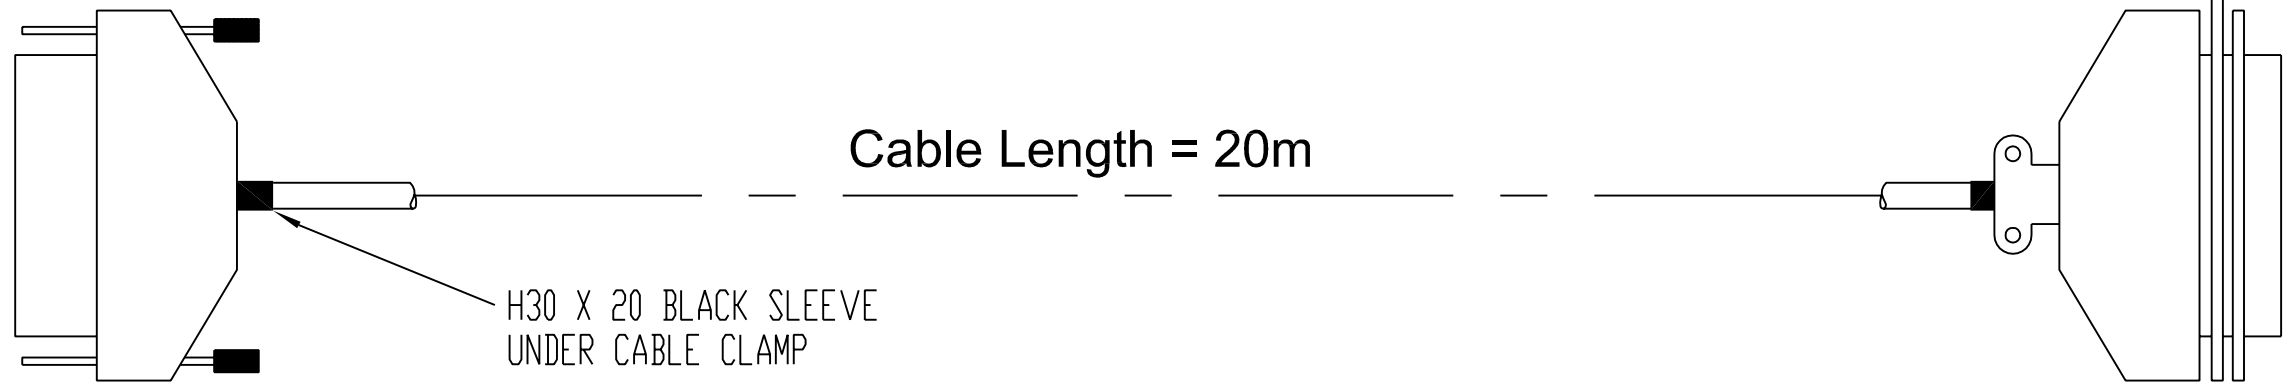 Cable Length = 20m
H30 X 20 BLACK SLEEVE
UNDER CABLE CLAMP